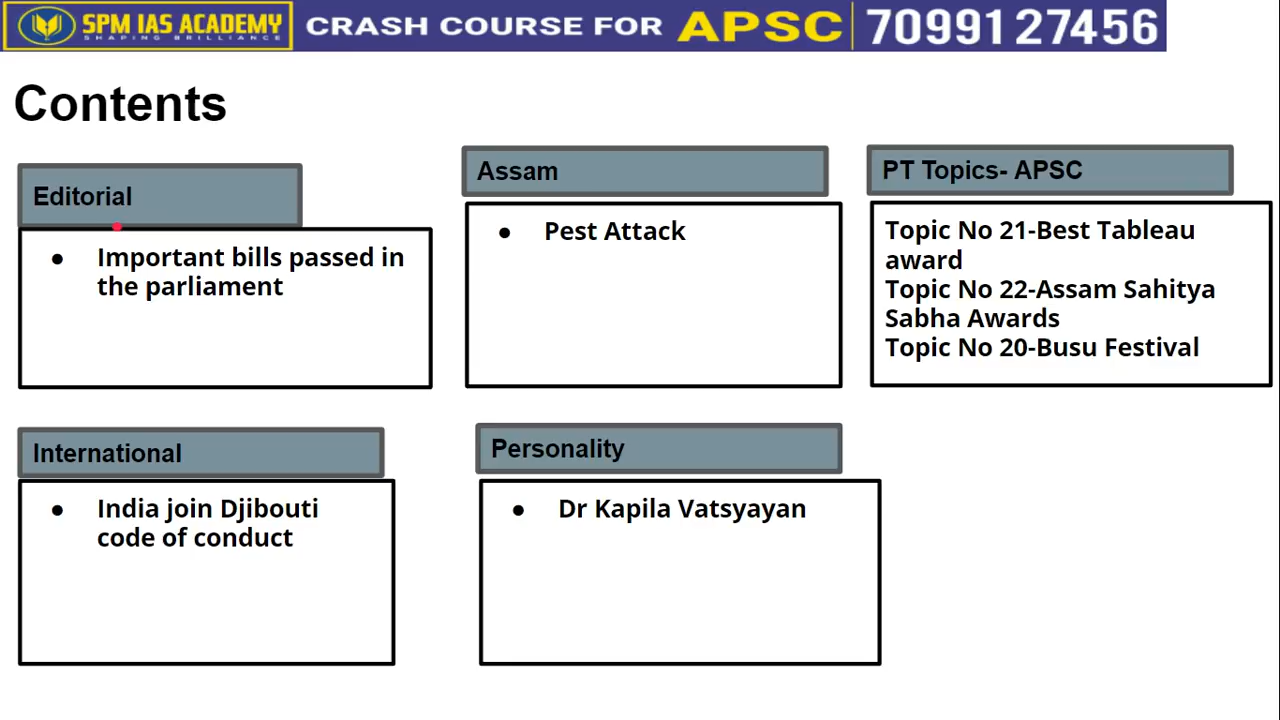 SPM IAS ACADEMY
SHAPING BRILLIANCE
CRASH COURSE FOR APSC 7099127456
Contents
Editorial
● Important bills passed in
the parliament
Assam
● Pest Attack
PT Topics- APSC
Topic No 21-Best Tableau
award
Topic No 22-Assam Sahitya
Sabha Awards
Topic No 20-Busu Festival
International
● India join Djibouti
code of conduct
Personality
● Dr Kapila Vatsyayan